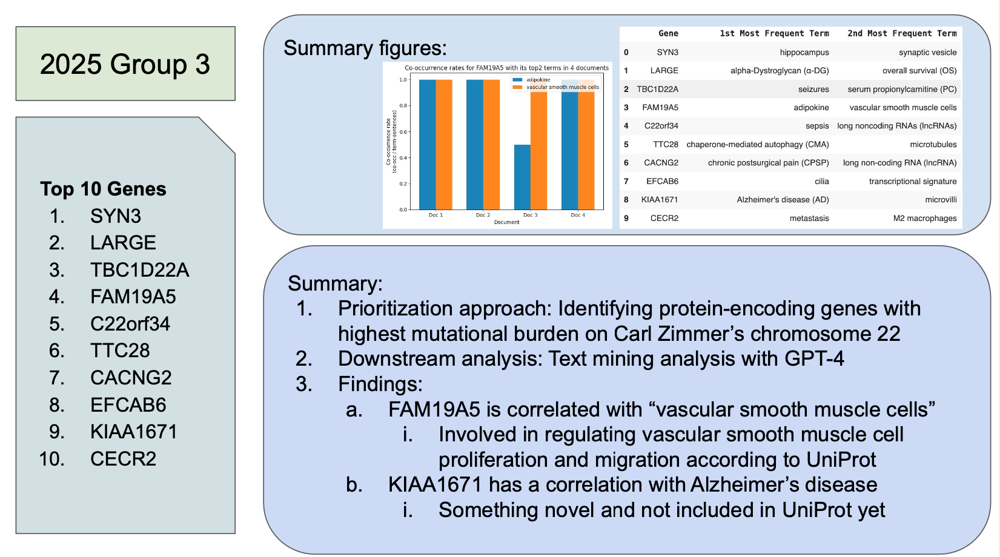 2025 Group 3
Top 10 Genes
1. SYN3
2. LARGE
3. TBC1D22A
4. FAM19A5
5. C22orf34
6. TTC28
7. CACNG2
8. EFCAB6
9. KIAA1671
10. CECR2
Summary figures:
Co-occurrence rates for FAM19A5 with its top2 terms in 4 documents
adipokine
vascular smooth muscle cells
1.0
0.8
0.6
0.4
0.2
0.0
Co-occurrence rate
(co-occ / term-sentences)
Doc 1 Doc 2 Doc 3 Doc 4
Document
Gene 1st Most Frequent Term 2nd Most Frequent Term
0 SYN3 hippocampus synaptic vesicle
1 LARGE alpha-Dystroglycan (α-DG) overall survival (OS)
2 TBC1D22A seizures serum propionylcarnitine (PC)
3 FAM19A5 adipokine vascular smooth muscle cells
4 C22orf34 sepsis long noncoding RNAs (lncRNAs)
5 TTC28 chaperone-mediated autophagy (CMA) microtubules
6 CACNG2 chronic postsurgical pain (CPSP) long non-coding RNA (lncRNA)
7 EFCAB6 cilia transcriptional signature
8 KIAA1671 Alzheimer's disease (AD) microvilli
9 CECR2 metastasis M2 macrophages
Summary:
1. Prioritization approach: Identifying protein-encoding genes with
highest mutational burden on Carl Zimmer’s chromosome 22
2. Downstream analysis: Text mining analysis with GPT-4
3. Findings:
a. FAM19A5 is correlated with “vascular smooth muscle cells”
i. Involved in regulating vascular smooth muscle cell
proliferation and migration according to UniProt
b. KIAA1671 has a correlation with Alzheimer’s disease
i. Something novel and not included in UniProt yet